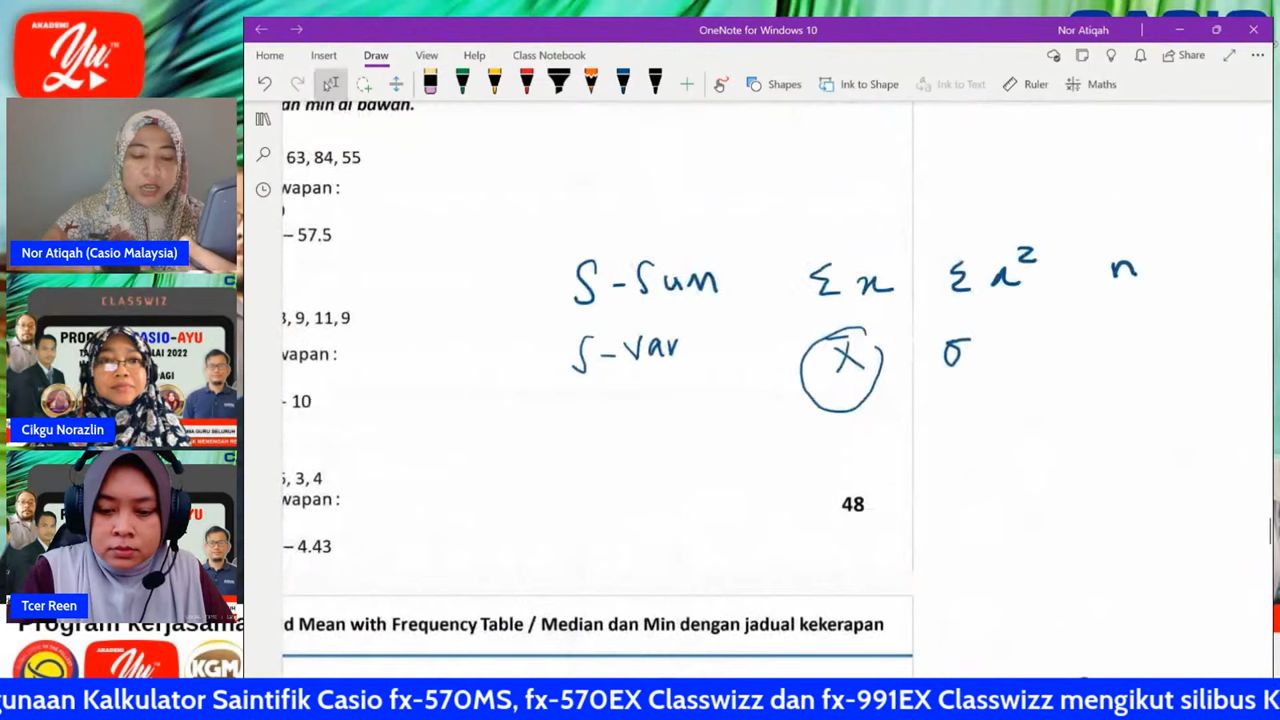 AKADEMI
Yu
TM
OneNote for Windows 10
Nor Atiqah
Home Insert Draw View Help Class Notebook
Share
Shapes Ink to Shape Ink to Text Ruler Maths
an min di bawah.
63, 84, 55
wapan :
– 57.5
S-Sum Σx Σx² n
3, 9, 11, 9
S-var x̄ σ
wapan :
- 10
, 3, 4
wapan :
48
– 4.43
d Mean with Frequency Table / Median dan Min dengan jadual kekerapan
Nor Atiqah (Casio Malaysia)
CLASSWIZ
CASIO-AYU
2022
Cikgu Norazlin
Tcer Reen
Program Kerjasama
Yu
KGM
gunaan Kalkulator Saintifik Casio fx-570MS, fx-570EX Classwizz dan fx-991EX Classwizz mengikut silibus K